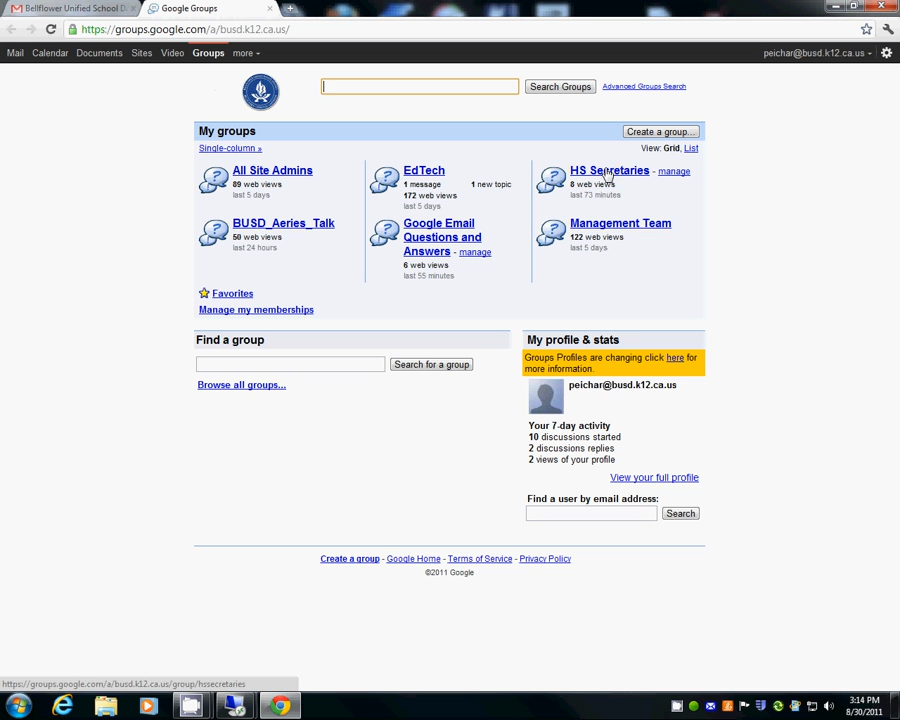 Bellflower Unified School D
Google Groups
https://groups.google.com/a/busd.k12.ca.us/
Mail Calendar Documents Sites Video Groups more
peichar@busd.k12.ca.us
Search Groups
Advanced Groups Search
My groups
Create a group...
Single-column »
View: Grid, List
All Site Admins
89 web views
last 5 days
EdTech
1 message 1 new topic
172 web views
last 5 days
HS Secretaries - manage
8 web views
last 73 minutes
BUSD_Aeries_Talk
50 web views
last 24 hours
Google Email
Questions and
Answers - manage
6 web views
last 55 minutes
Management Team
122 web views
last 5 days
Favorites
Manage my memberships
Find a group
Search for a group
Browse all groups...
My profile & stats
Groups Profiles are changing click here for
more information.
peichar@busd.k12.ca.us
Your 7-day activity
10 discussions started
2 discussions replies
2 views of your profile
View your full profile
Find a user by email address:
Search
Create a group - Google Home - Terms of Service - Privacy Policy
©2011 Google
https://groups.google.com/a/busd.k12.ca.us/group/hssecretaries
3:14 PM
8/30/2011